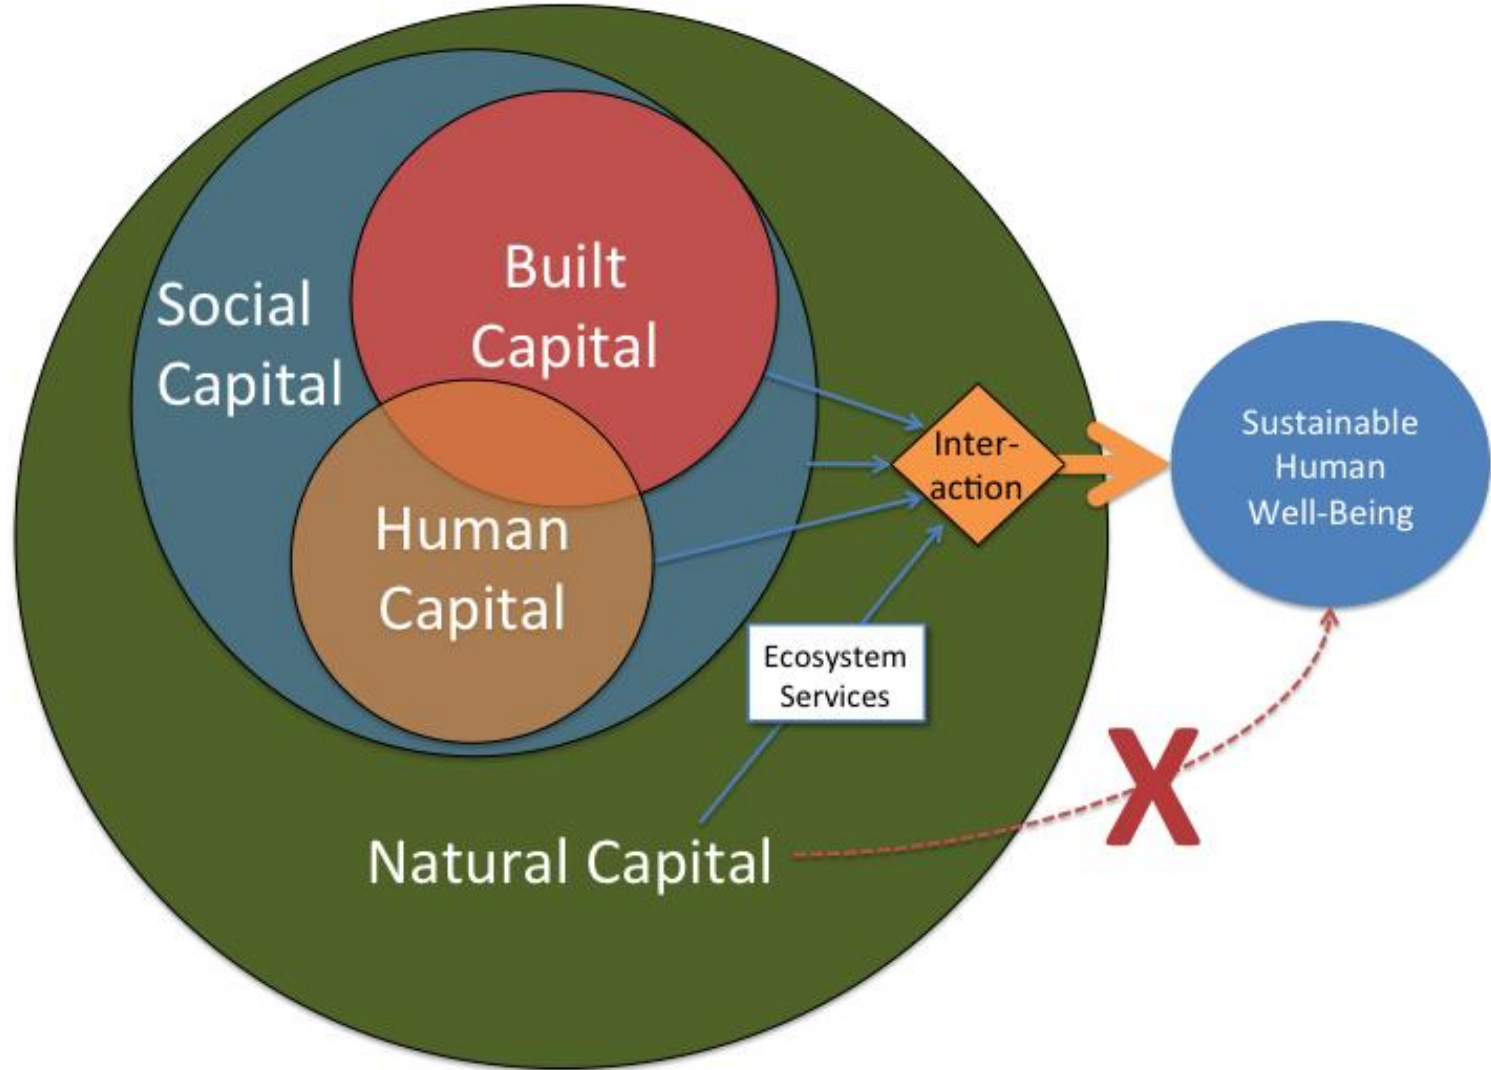 Built
Capital
Social
Capital
Human
Capital
Inter-
action
Sustainable
Human
Well-Being
Ecosystem
Services
X
Natural Capital